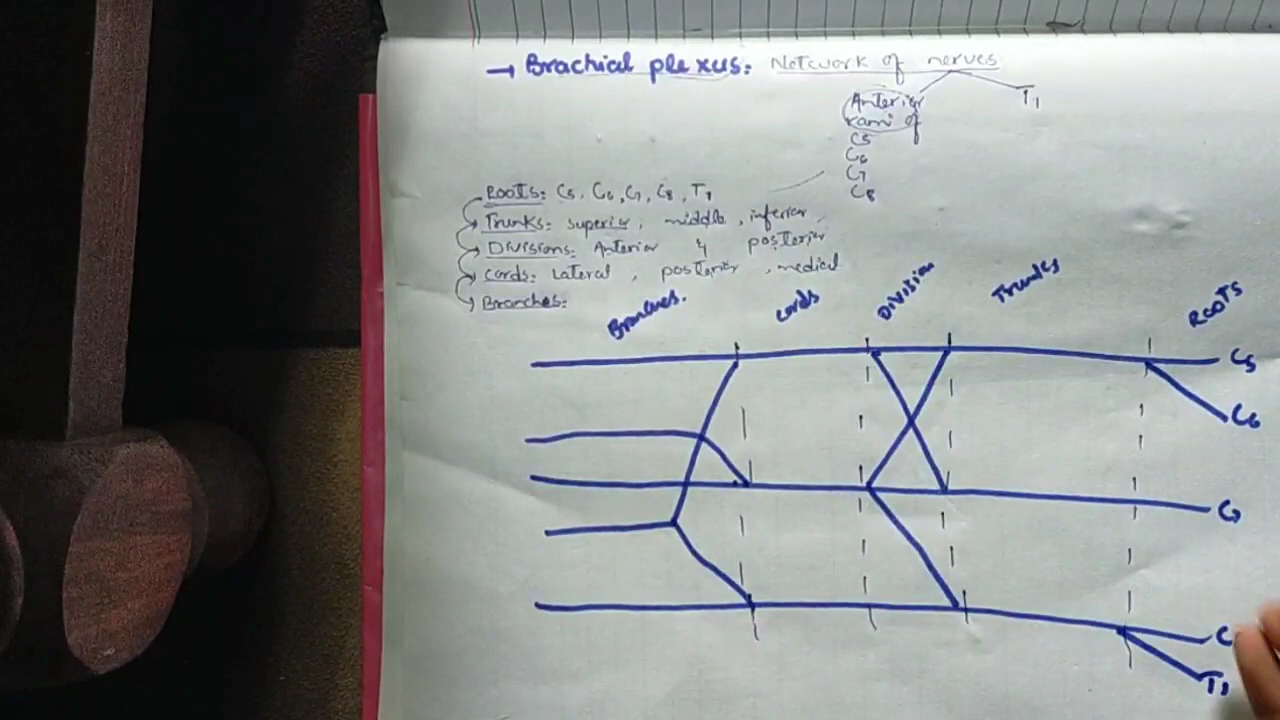 → Brachial plexus: Network of nerves
Anterior
rami of
T1
C5
C6
C7
C8
Roots: C5, C6, C7, C8, T1
Trunks: superior, middle, inferior,
Divisions: Anterior & posterior
Cords: Lateral, posterior, medical
Branches:
Branches. Cords Division Trunks Roots
C5
C6
C7
C
T1